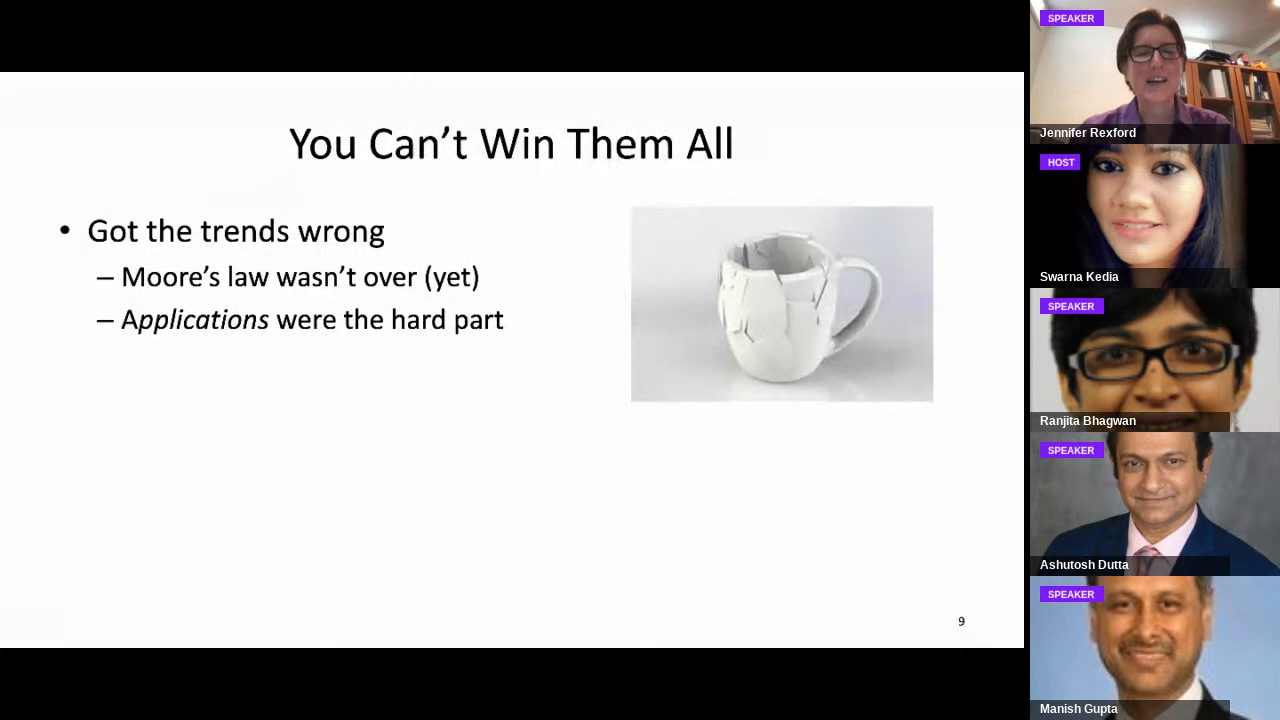 You Can’t Win Them All
• Got the trends wrong
– Moore’s law wasn’t over (yet)
– Applications were the hard part
9
SPEAKER
Jennifer Rexford
HOST
Swarna Kedia
SPEAKER
Ranjita Bhagwan
SPEAKER
Ashutosh Dutta
SPEAKER
Manish Gupta